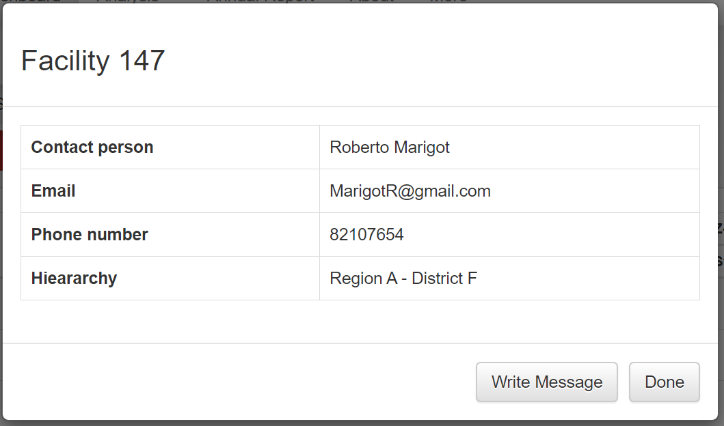 Facility 147
Contact person Roberto Marigot
Email MarigotR@gmail.com
Phone number 82107654
Hieararchy Region A - District F
Write Message Done